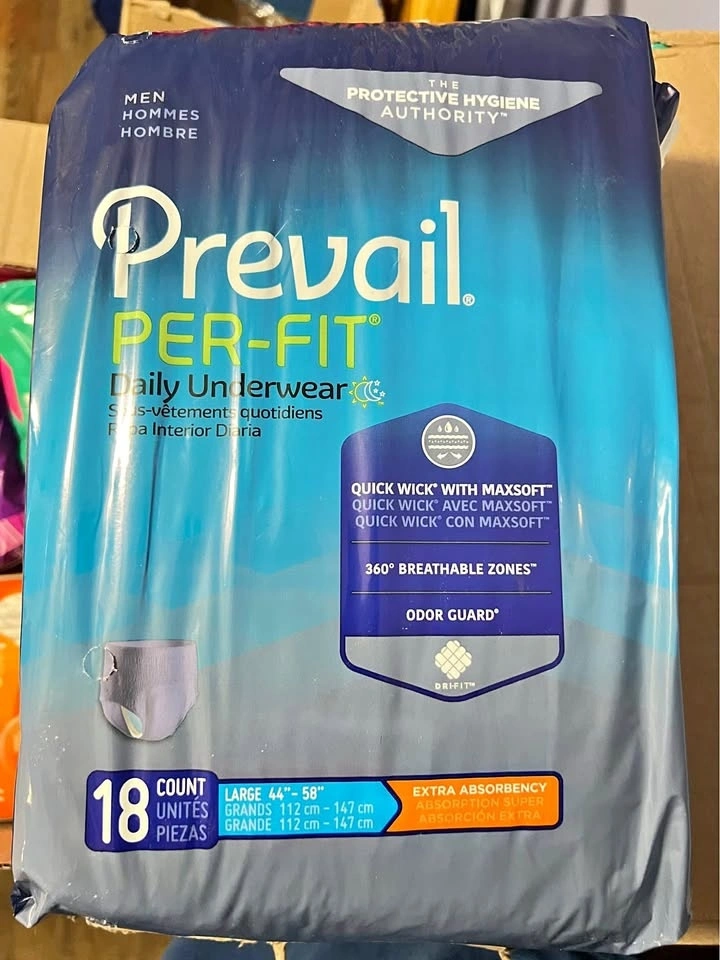 MEN
HOMMES
HOMBRE
THE
PROTECTIVE HYGIENE
AUTHORITY™
Prevail®
PER-FIT®
Daily Underwear
Sous-vêtements quotidiens
Ropa Interior Diaria
QUICK WICK® WITH MAXSOFT™
QUICK WICK® AVEC MAXSOFT™
QUICK WICK® CON MAXSOFT™
360° BREATHABLE ZONES™
ODOR GUARD®
DRI-FIT™
18 COUNT
UNITÉS
PIEZAS
LARGE 44"- 58"
GRANDS 112 cm - 147 cm
GRANDE 112 cm - 147 cm
EXTRA ABSORBENCY
ABSORPTION SUPER
ABSORCIÓN EXTRA